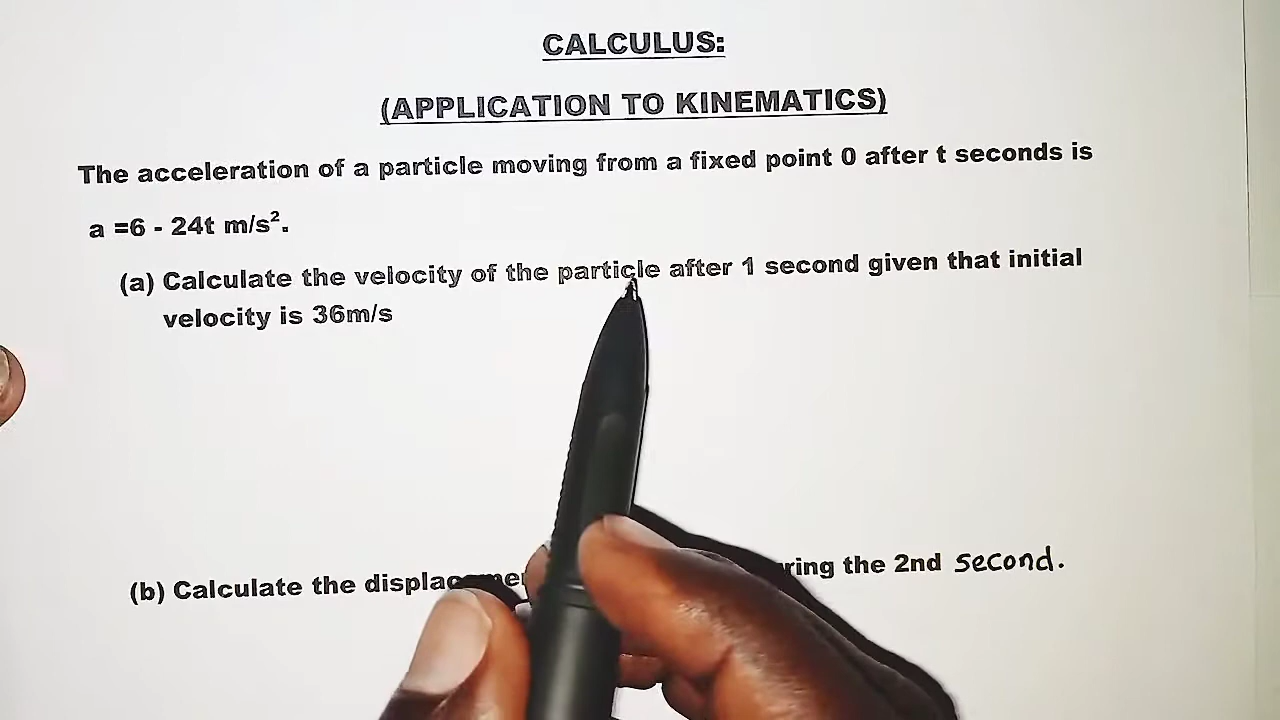 CALCULUS:
(APPLICATION TO KINEMATICS)
The acceleration of a particle moving from a fixed point 0 after t seconds is
a =6 - 24t m/s².
(a) Calculate the velocity of the particle after 1 second given that initial
velocity is 36m/s
(b) Calculate the the 2nd second.